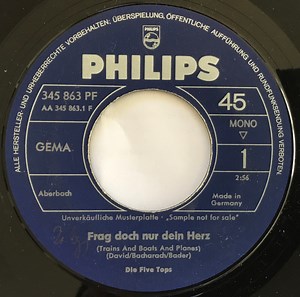 ALLE HERSTELLER- UND URHEBERRECHTE VORBEHALTEN; ÜBERSPIELUNG, ÖFFENTLICHE AUFFÜHRUNG UND RUNDFUNKSENDUNG VERBOTEN.
PHILIPS
PHILIPS
345 863 PF
AA 345 863.1 F
45
MONO
GEMA
1
2:56
Aberbach
Made in
Germany
Unverkäufliche Musterplatte - „Sample not for sale"
Frag doch nur dein Herz
(Trains And Boats And Planes)
(David/Bacharach/Bader)
Die Five Tops